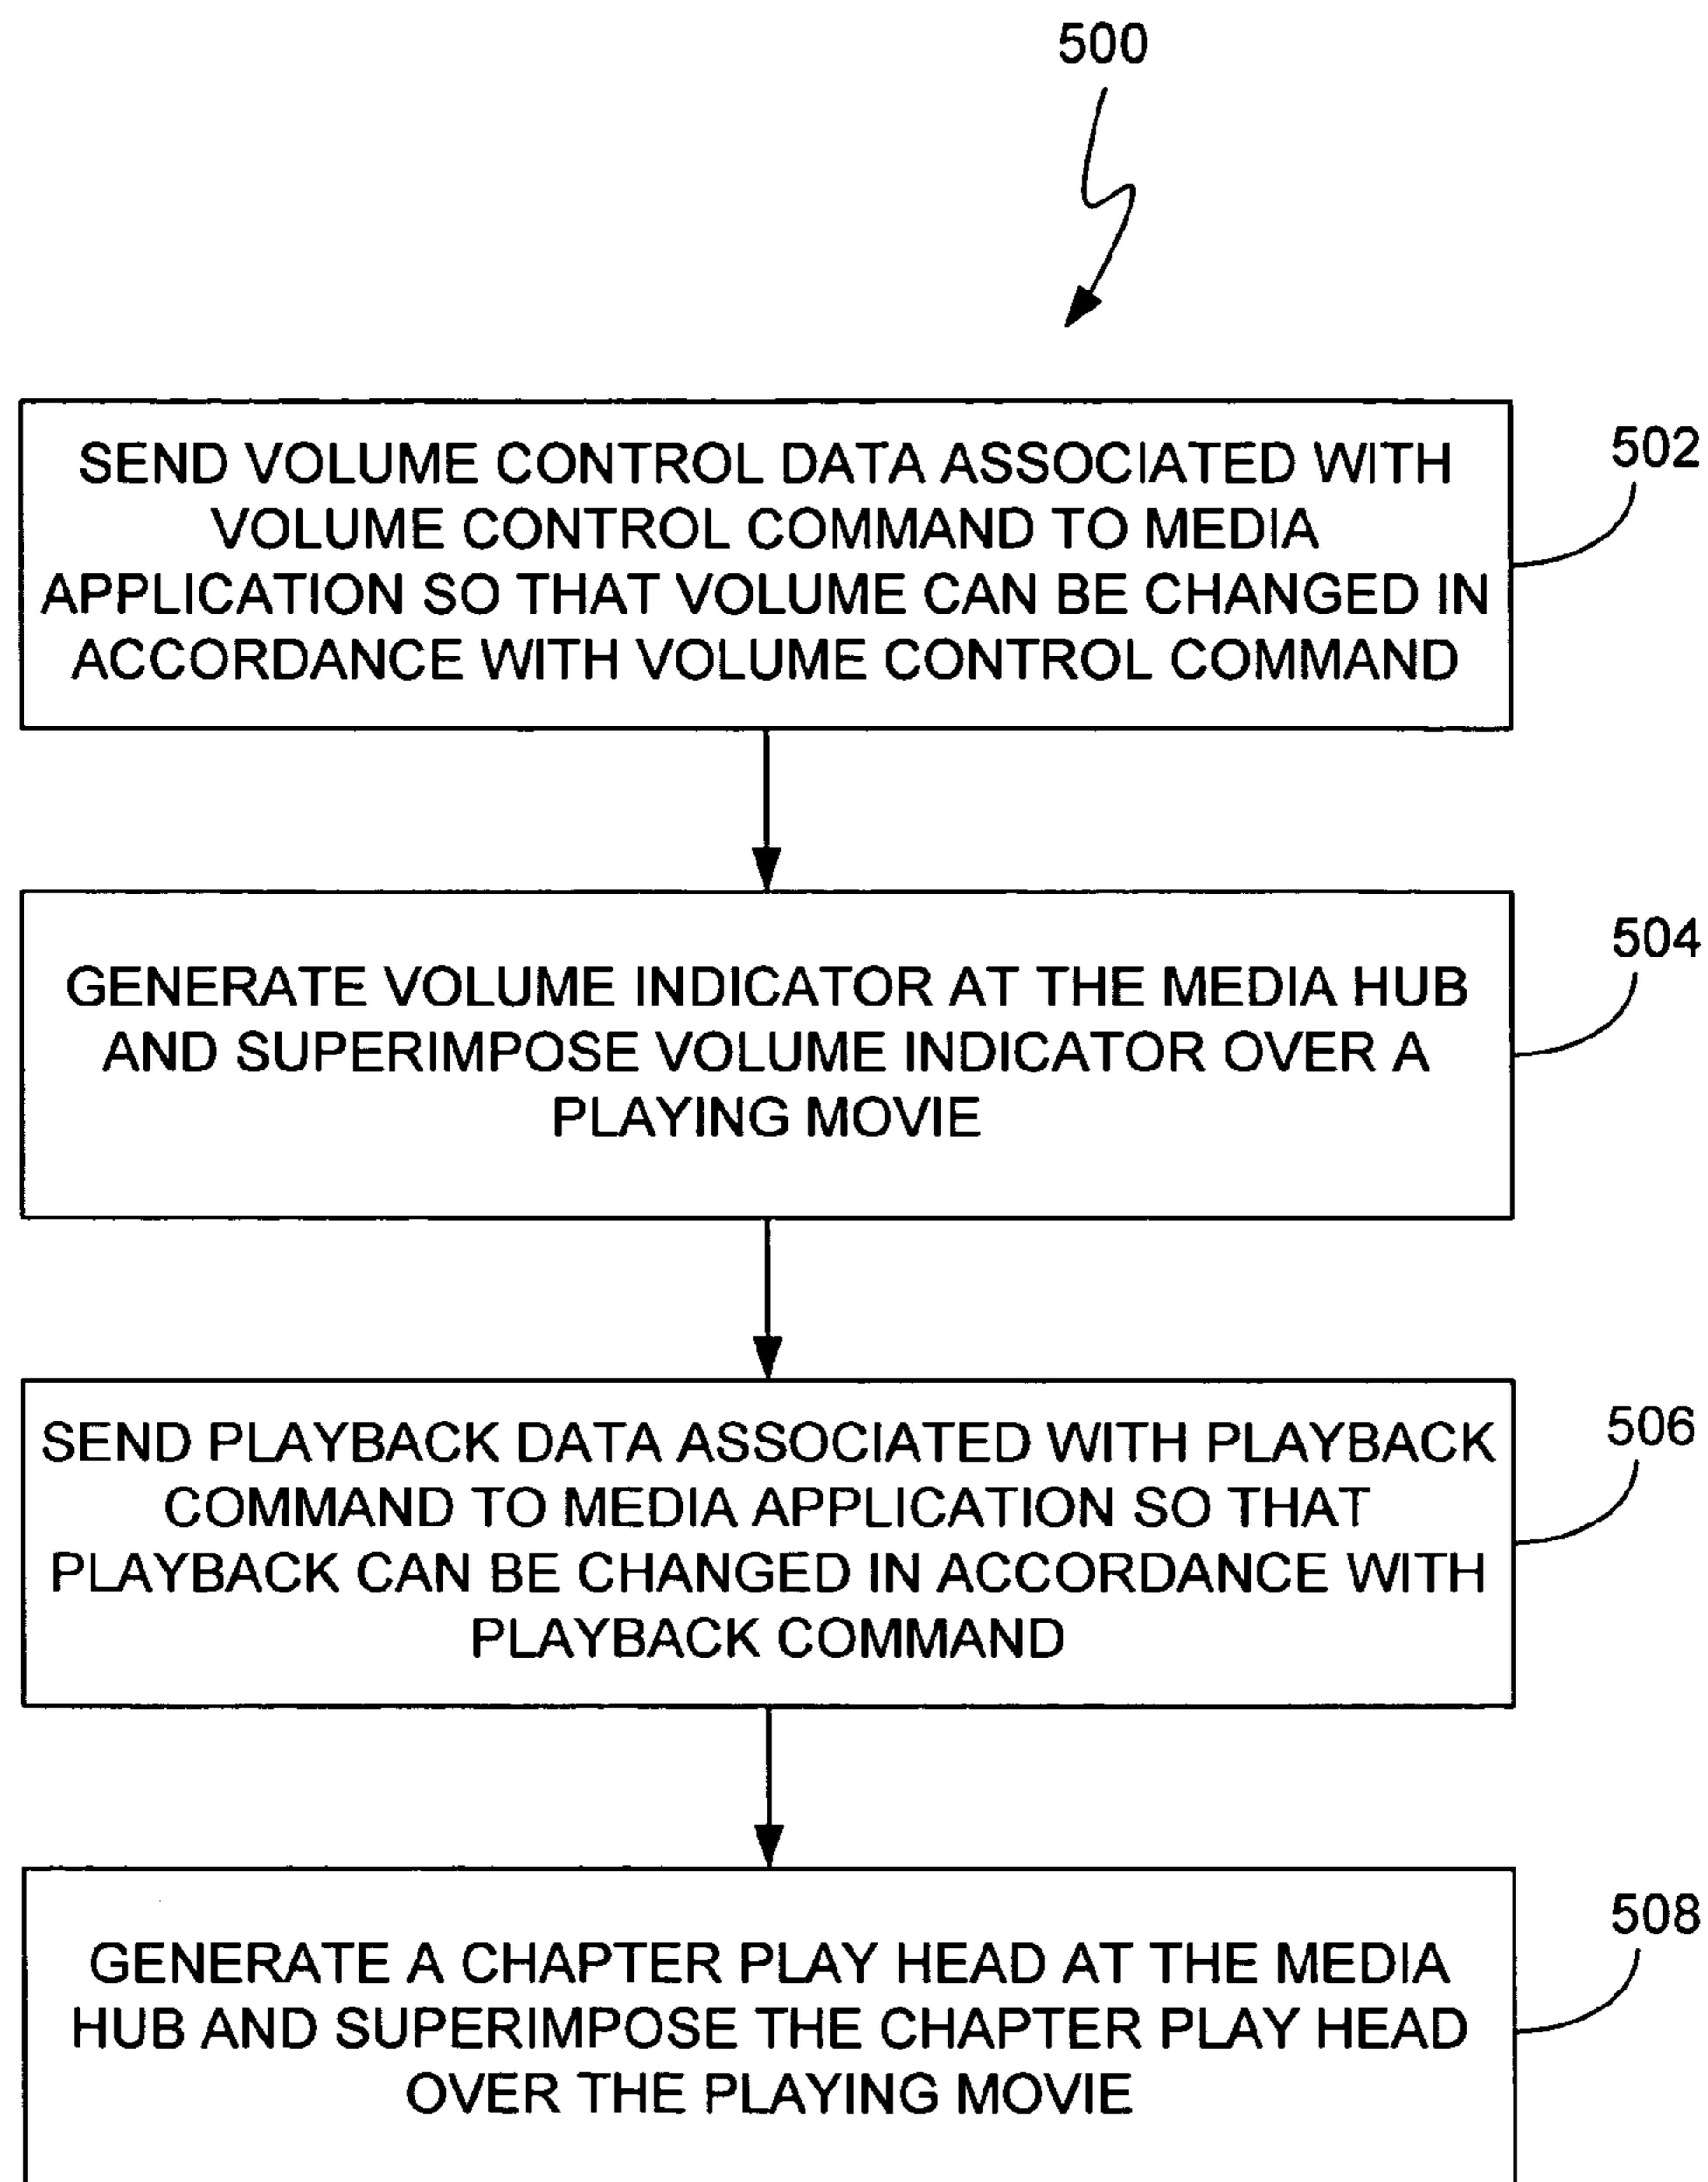 500
SEND VOLUME CONTROL DATA ASSOCIATED WITH
VOLUME CONTROL COMMAND TO MEDIA
APPLICATION SO THAT VOLUME CAN BE CHANGED IN
ACCORDANCE WITH VOLUME CONTROL COMMAND
502
GENERATE VOLUME INDICATOR AT THE MEDIA HUB
AND SUPERIMPOSE VOLUME INDICATOR OVER A
PLAYING MOVIE
504
SEND PLAYBACK DATA ASSOCIATED WITH PLAYBACK
COMMAND TO MEDIA APPLICATION SO THAT
PLAYBACK CAN BE CHANGED IN ACCORDANCE WITH
PLAYBACK COMMAND
506
GENERATE A CHAPTER PLAY HEAD AT THE MEDIA
HUB AND SUPERIMPOSE THE CHAPTER PLAY HEAD
OVER THE PLAYING MOVIE
508